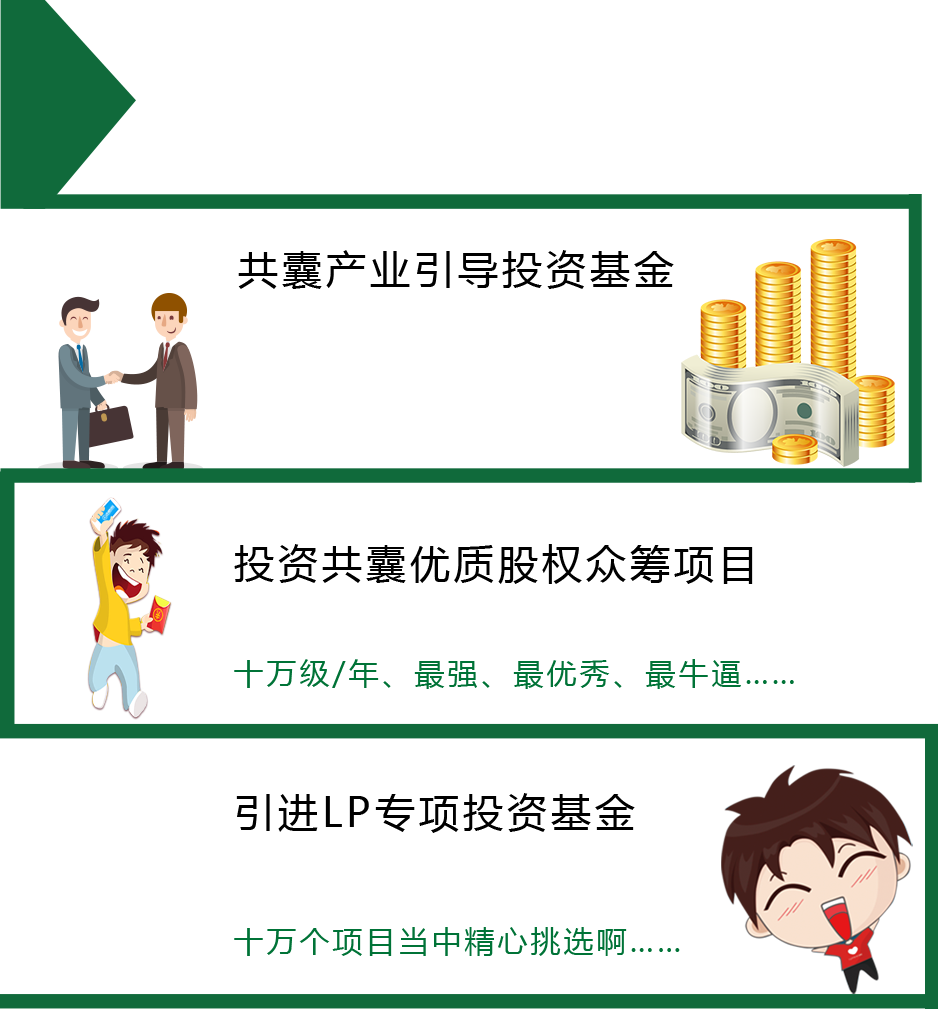 共囊产业引导投资基金
投资共囊优质股权众筹项目
十万级/年、最强、最优秀、最牛逼……
引进LP专项投资基金
十万个项目当中精心挑选啊……